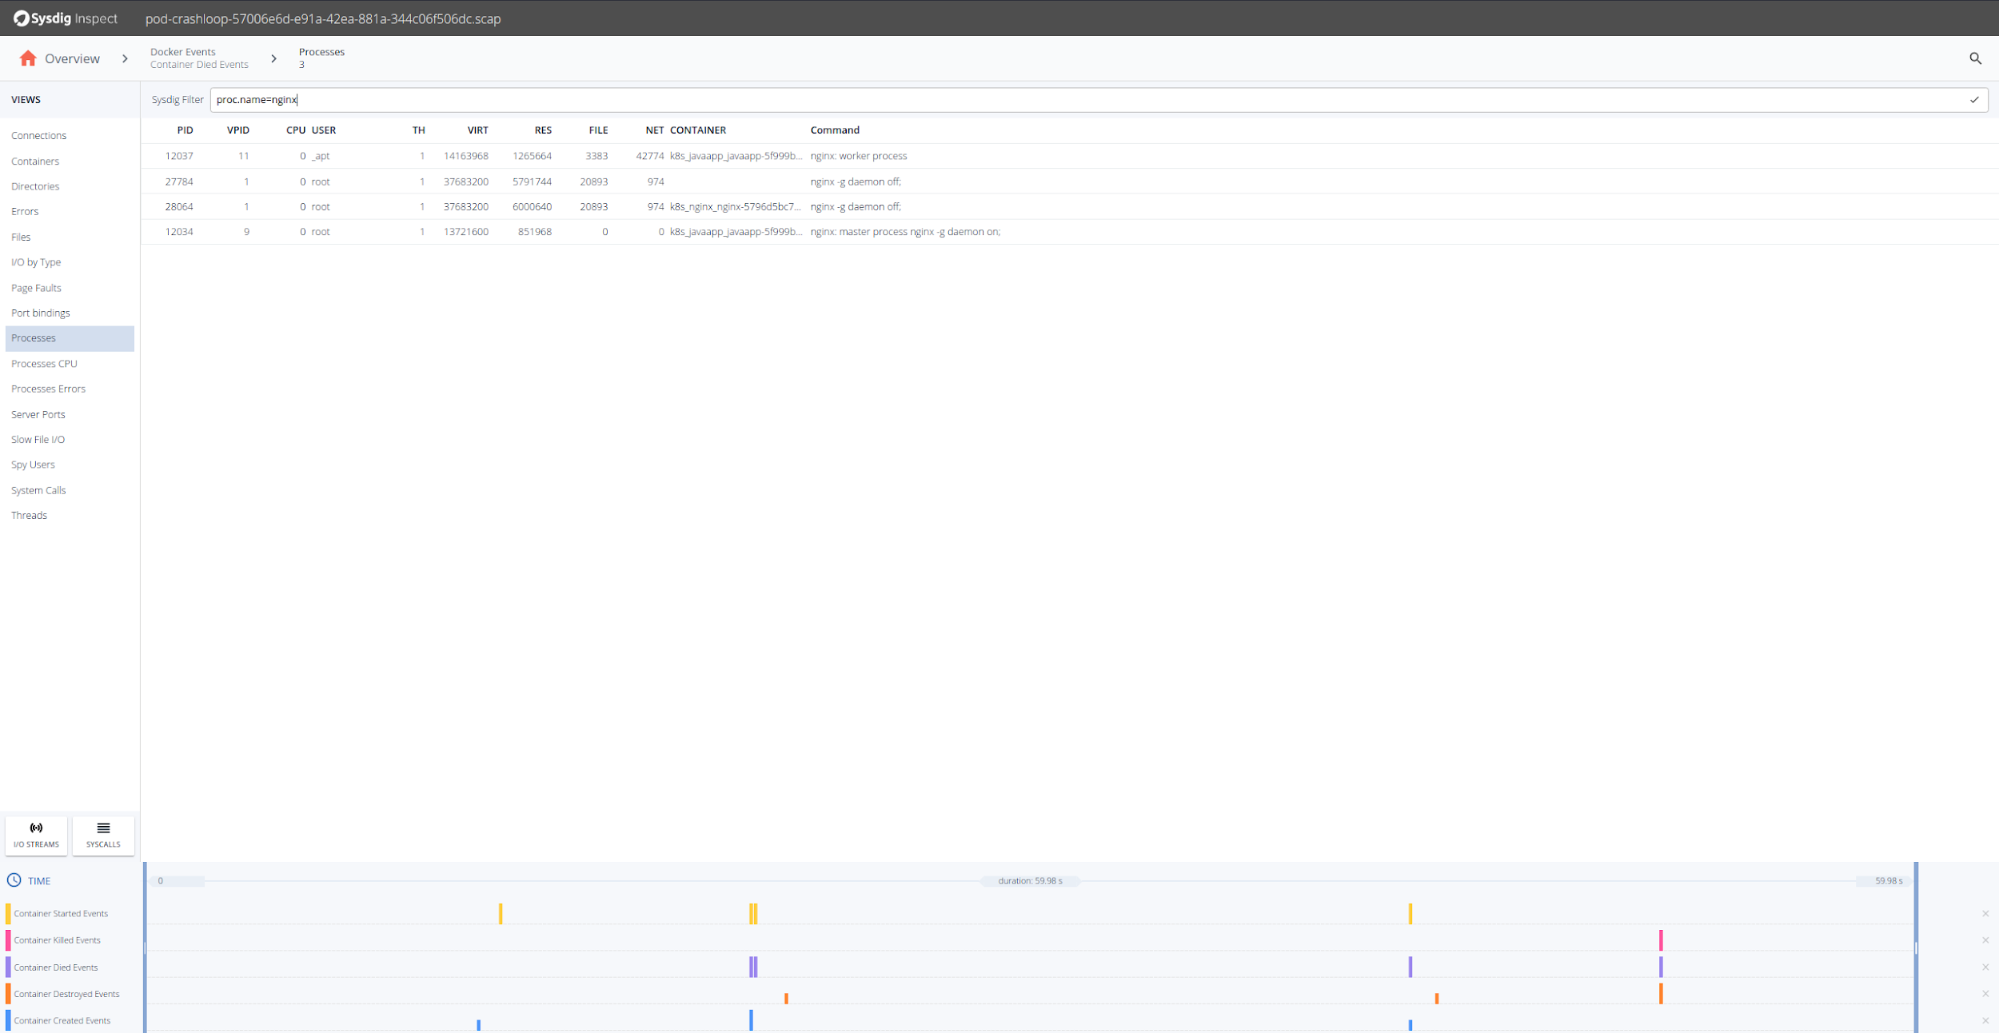 Sysdig Inspect pod-crashloop-57006e6d-e91a-42ea-881a-344c06f506dc.scap
Overview
Docker Events
Container Died Events
Processes
3
VIEWS
Connections
Containers
Directories
Errors
Files
I/O by Type
Page Faults
Port bindings
Processes
Processes CPU
Processes Errors
Server Ports
Slow File I/O
Spy Users
System Calls
Threads
I/O STREAMS
SYSCALLS
Sysdig Filter proc.name=nginx
PID VPID CPU USER TH VIRT RES FILE NET CONTAINER Command
12037 11 0 _apt 1 14163968 1265664 3383 42774 k8s_javaapp_javaapp-5f999b... nginx: worker process
27784 1 0 root 1 37683200 5791744 20893 974 nginx -g daemon off;
28064 1 0 root 1 37683200 6000640 20893 974 k8s_nginx_nginx-5796d5bc7... nginx -g daemon off;
12034 9 0 root 1 13721600 851968 0 0 k8s_javaapp_javaapp-5f999b... nginx: master process nginx -g daemon on;
TIME
0 duration: 59.98 s 59.98 s
Container Started Events
Container Killed Events
Container Died Events
Container Destroyed Events
Container Created Events